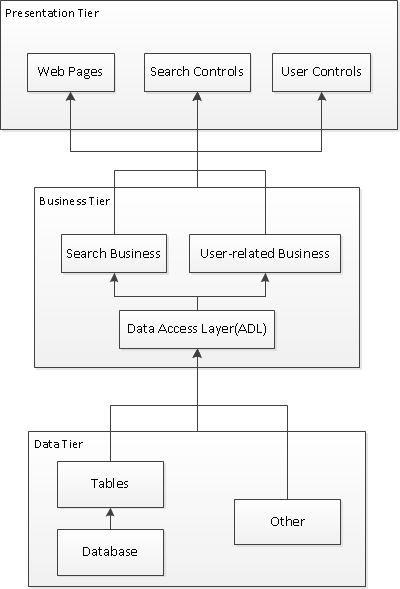 Presentation Tier
Web Pages
Search Controls
User Controls
Business Tier
Search Business
User-related Business
Data Access Layer(ADL)
Data Tier
Tables
Other
Database